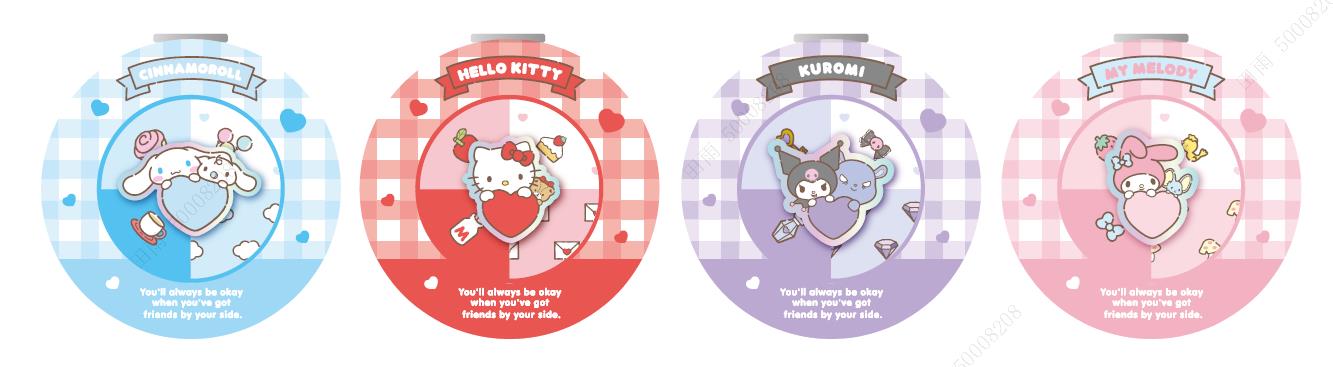 CINNAMOROLL
You'll always be okay
when you've got
friends by your side.
HELLO KITTY
M
You'll always be okay
when you've got
friends by your side.
KUROMI
You'll always be okay
when you've got
friends by your side.
MY MELODY
You'll always be okay
when you've got
friends by your side.
50008208
50008208